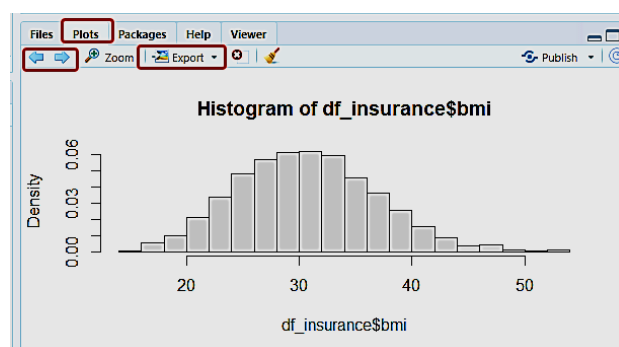 Files Plots Packages Help Viewer
Zoom Export Publish
Histogram of df_insurance$bmi
Density
0.00 0.03 0.06
20 30 40 50
df_insurance$bmi